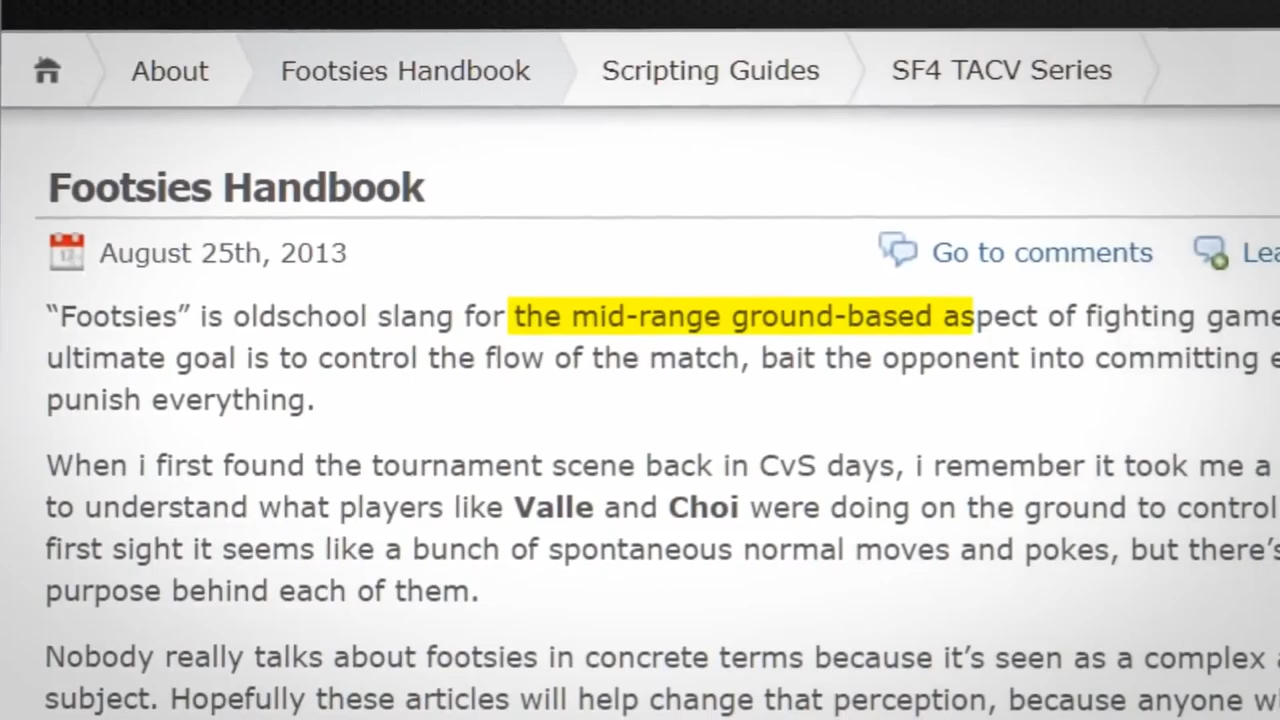 About
Footsies Handbook
Scripting Guides
SF4 TACV Series
Footsies Handbook
August 25th, 2013
Go to comments
“Footsies” is oldschool slang for the mid-range ground-based aspect of fighting game
ultimate goal is to control the flow of the match, bait the opponent into committing
punish everything.
When i first found the tournament scene back in CvS days, i remember it took me a
to understand what players like Valle and Choi were doing on the ground to control
first sight it seems like a bunch of spontaneous normal moves and pokes, but there’s
purpose behind each of them.
Nobody really talks about footsies in concrete terms because it’s seen as a complex
subject. Hopefully these articles will help change that perception, because anyone